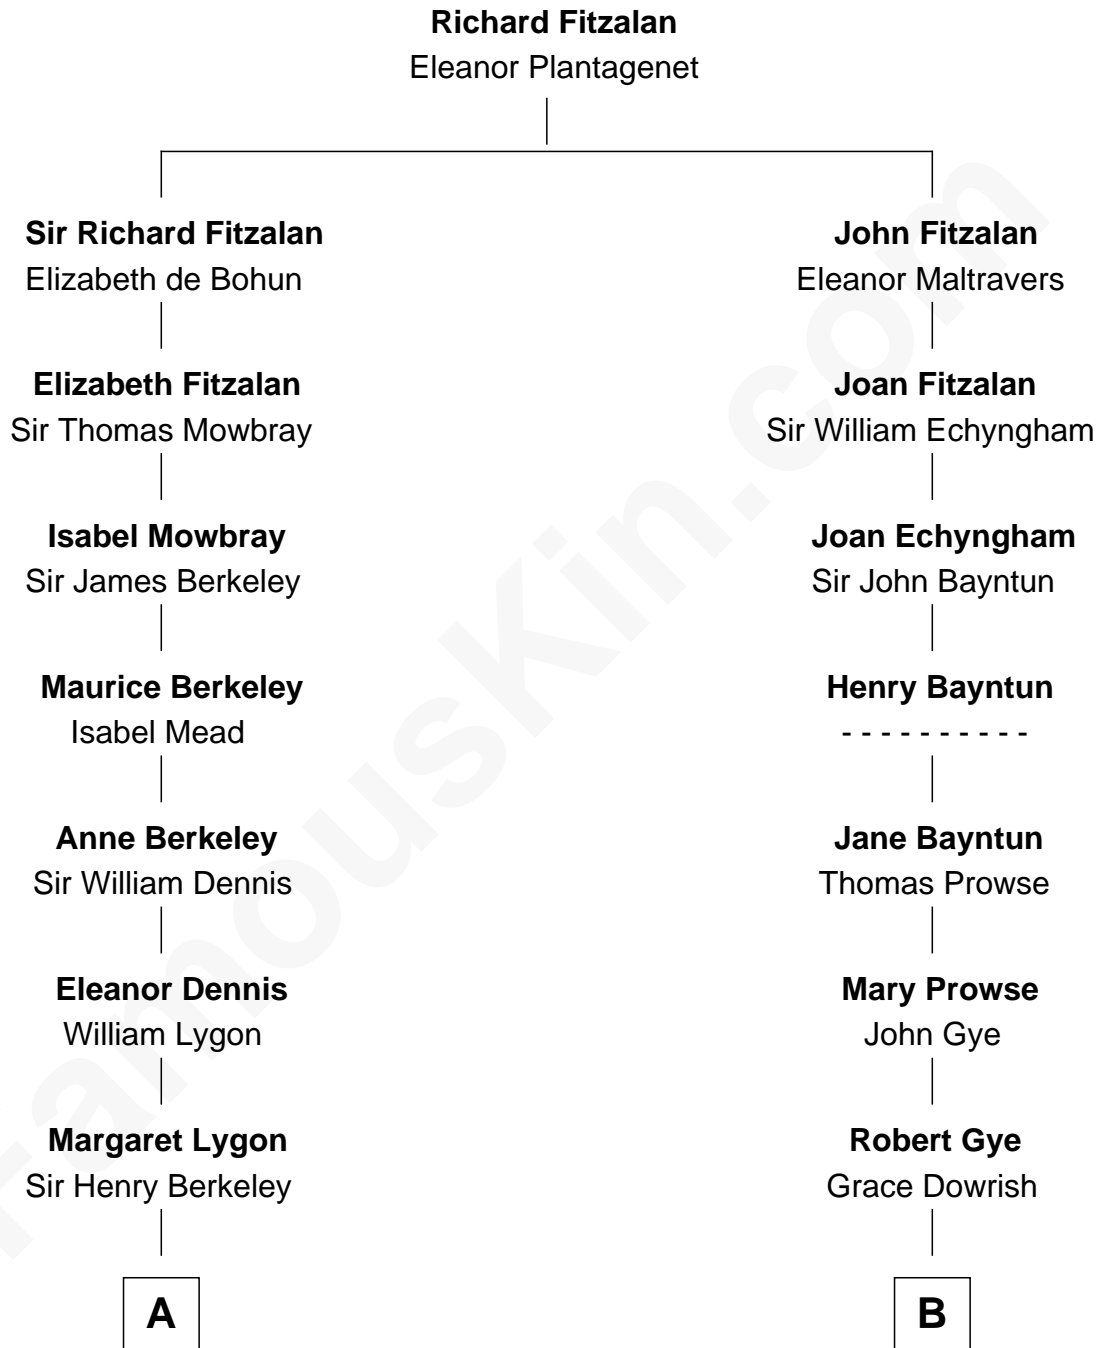 Richard Fitzalan
Eleanor Plantagenet
Sir Richard Fitzalan
Elizabeth de Bohun
Elizabeth Fitzalan
Sir Thomas Mowbray
Isabel Mowbray
Sir James Berkeley
Maurice Berkeley
Isabel Mead
Anne Berkeley
Sir William Dennis
Eleanor Dennis
William Lygon
Margaret Lygon
Sir Henry Berkeley
A
John Fitzalan
Eleanor Maltravers
Joan Fitzalan
Sir William Echyngham
Joan Echyngham
Sir John Bayntun
Henry Bayntun
- - - - - - - - - -
Jane Bayntun
Thomas Prowse
Mary Prowse
John Gye
Robert Gye
Grace Dowrish
B
FamousKin.com